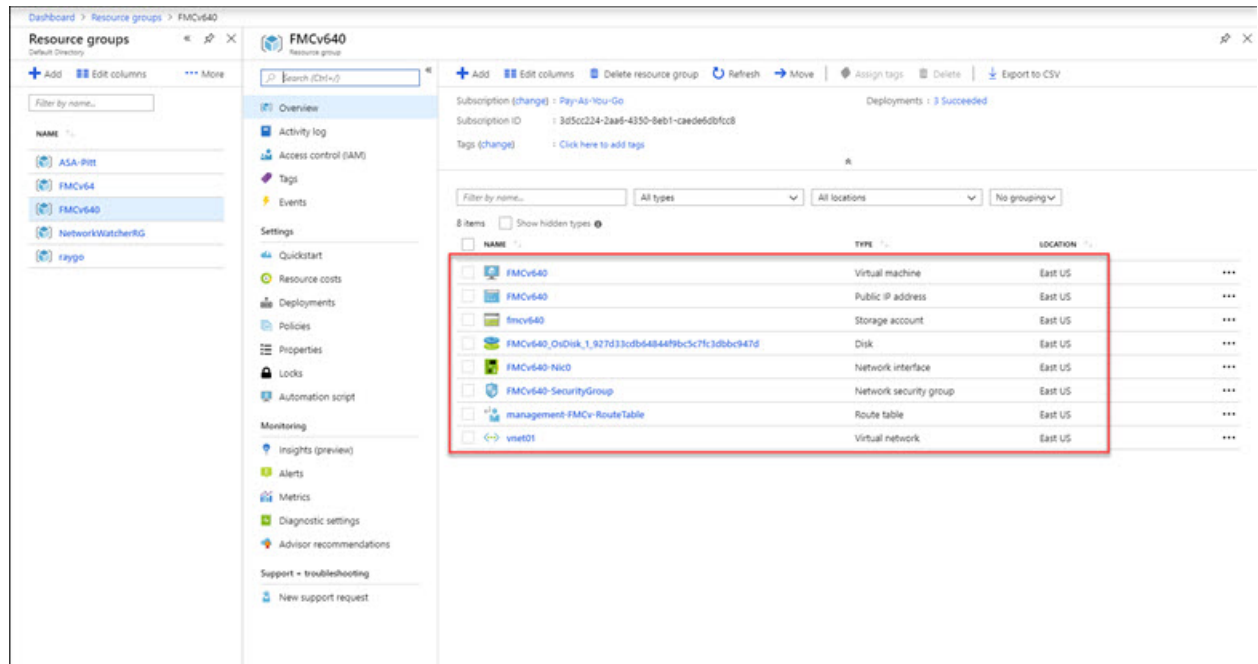 Dashboard > Resource groups > FMCv640
Resource groups
Default Directory
Add Edit columns ••• More
Filter by name...
NAME
ASA-Pitt
FMCv64
FMCv640
NetworkWatcherRG
raygo
FMCv640
Resource group
Search (Ctrl+/)
Overview
Activity log
Access control (IAM)
Tags
Events
Settings
Quickstart
Resource costs
Deployments
Policies
Properties
Locks
Automation script
Monitoring
Insights (preview)
Alerts
Metrics
Diagnostic settings
Advisor recommendations
Support + troubleshooting
New support request
Add Edit columns Delete resource group Refresh Move Assign tags Delete Export to CSV
Subscription (change) : Pay-As-You-Go Deployments : 3 Succeeded
Subscription ID : 3d5cc224-2aa6-4350-8eb1-caede6dbfcc8
Tags (change) : Click here to add tags
Filter by name... All types All locations No grouping
8 items Show hidden types
NAME TYPE LOCATION
FMCv640 Virtual machine East US
FMCv640 Public IP address East US
fmcv640 Storage account East US
FMCv640_OsDisk_1_927d33cdb64844f9bc5c7fc3dbbc947d Disk East US
FMCv640-Nic0 Network interface East US
FMCv640-SecurityGroup Network security group East US
management-FMCv-RouteTable Route table East US
vnet01 Virtual network East US